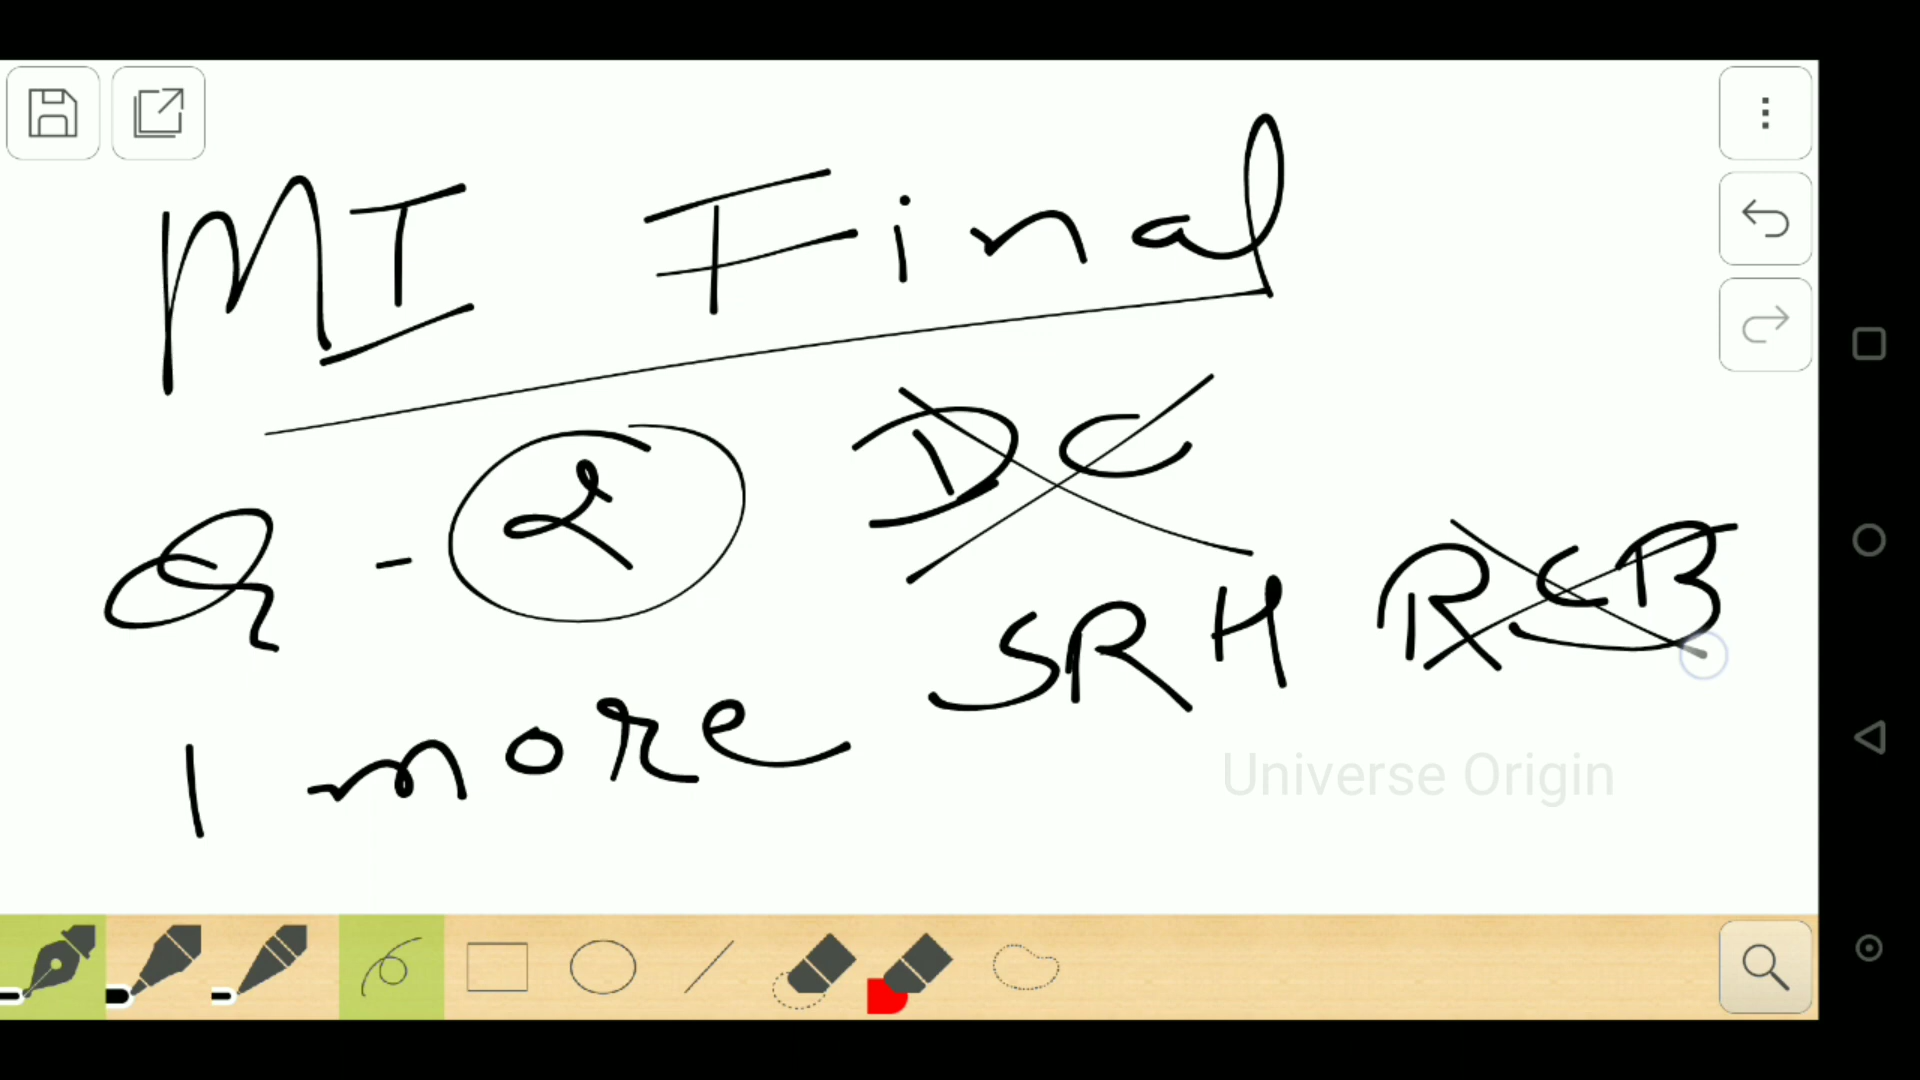 MI Final
Q - 2 DC
SRH RCB
1 more
Universe Origin